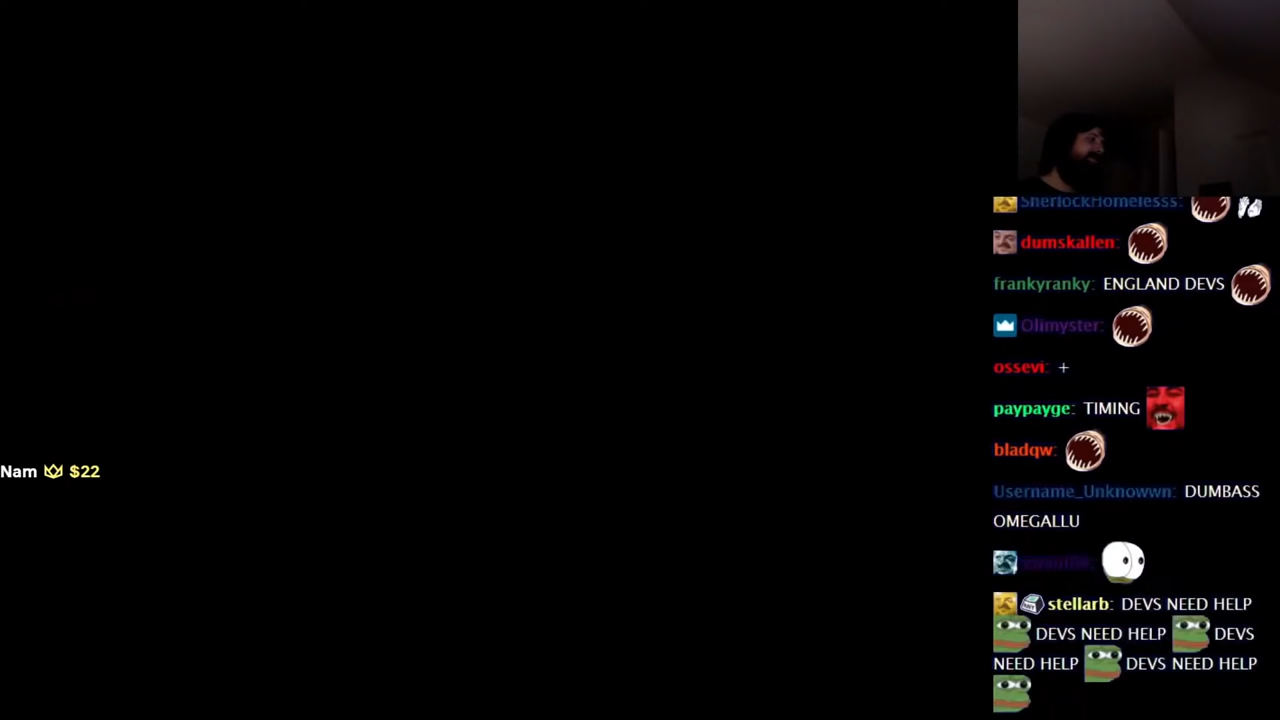 SherlockHomelesss:
dumskallen:
frankyranky: ENGLAND DEVS
Olimyster:
ossevi: +
paypayge: TIMING
bladqw:
Nam $22
Username_Unknowwn: DUMBASS
OMEGALLU
stellarb: DEVS NEED HELP
DEVS NEED HELP DEVS
NEED HELP DEVS NEED HELP